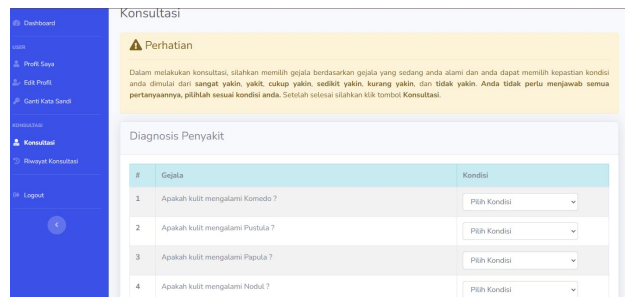 Konsultasi
Dashboard
USER
Profil Saya
Edit Profil
Ganti Kata Sandi
KONSULTASI
Konsultasi
Riwayat Konsultasi
Logout
Perhatian
Dalam melakukan konsultasi, silahkan memilih gejala berdasarkan gejala yang sedang anda alami dan anda dapat memilih kepastian kondisi
anda dimulai dari sangat yakin, yakit, cukup yakin, sedikit yakin, kurang yakin, dan tidak yakin. Anda tidak perlu menjawab semua
pertanyaannya, pilihlah sesuai kondisi anda. Setelah selesai silahkan klik tombol Konsultasi.
Diagnosis Penyakit
# Gejala Kondisi
1 Apakah kulit mengalami Komedo ? Pilih Kondisi
2 Apakah kulit mengalami Pustula ? Pilih Kondisi
3 Apakah kulit mengalami Papula ? Pilih Kondisi
4 Apakah kulit mengalami Nodul ? Pilih Kondisi